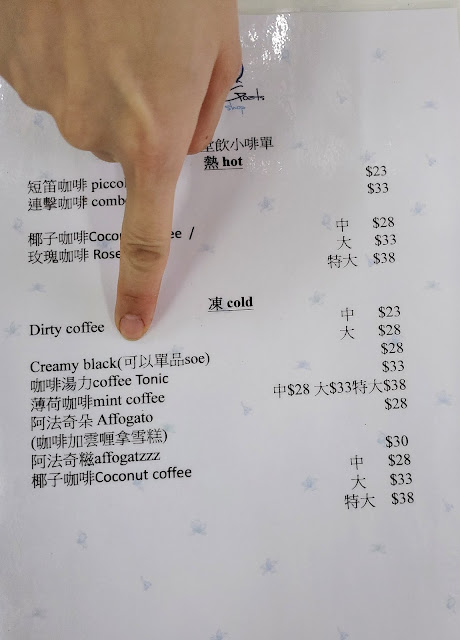 飲小啡單
熱 hot
短笛咖啡 picco $23
連擊咖啡 comb $33
椰子咖啡Coco ee / 中 $28
玫瑰咖啡 Rose 大 $33
特大 $38
凍 cold
Dirty coffee 中 $23
大 $28
Creamy black(可以單品soe) $28
咖啡湯力coffee Tonic $33
薄荷咖啡mint coffee 中$28 大$33特大$38
阿法奇朵 Affogato $28
(咖啡加雲喱拿雪糕)
阿法奇糍affogatzzz $30
椰子咖啡Coconut coffee 中 $28
大 $33
特大 $38